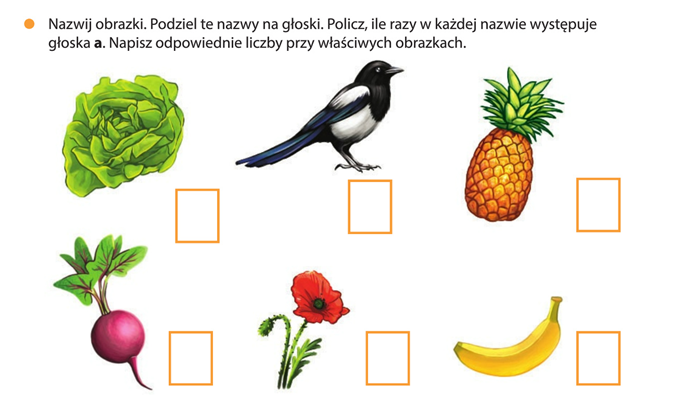 Nazwij obrazki. Podziel te nazwy na głoski. Policz, ile razy w każdej nazwie występuje
głoska a. Napisz odpowiednie liczby przy właściwych obrazkach.